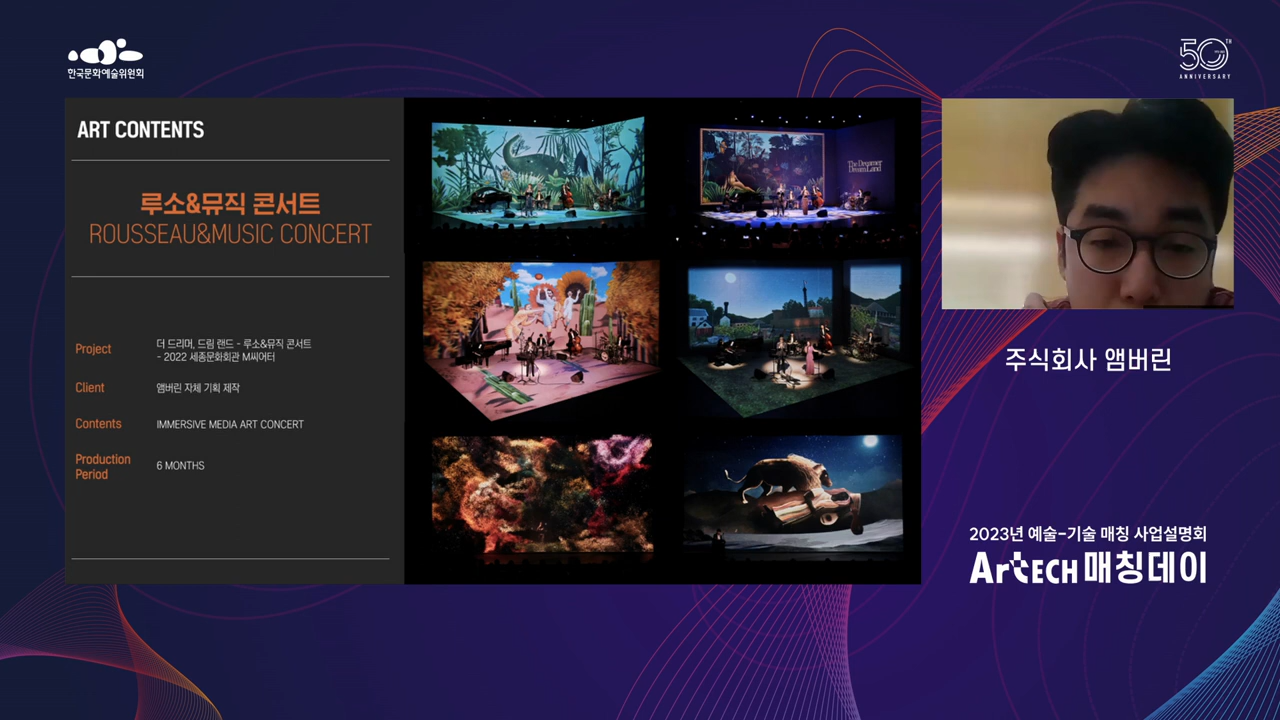 한국문화예술위원회
50TH
ANNIVERSARY
ART CONTENTS
루소&뮤직 콘서트
ROUSSEAU&MUSIC CONCERT
Project
더 드리머, 드림 랜드 - 루소&뮤직 콘서트
- 2022 세종문화회관 M씨어터
Client
앰버린 자체 기획 제작
Contents
IMMERSIVE MEDIA ART CONCERT
Production
Period
6 MONTHS
The Dreamer
Dream Land
주식회사 앰버린
2023년 예술-기술 매칭 사업설명회
ArtECH 매칭데이